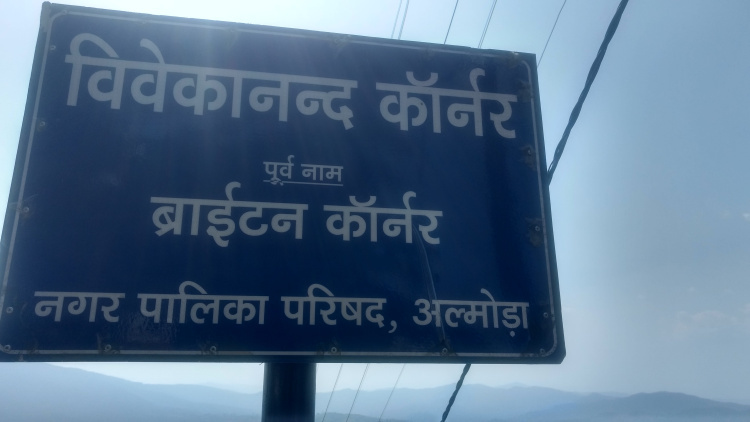 विवेकानन्द कॉर्नर
पूर्व नाम
ब्राईटन कॉर्नर
नगर पालिका परिषद, अल्मोड़ा